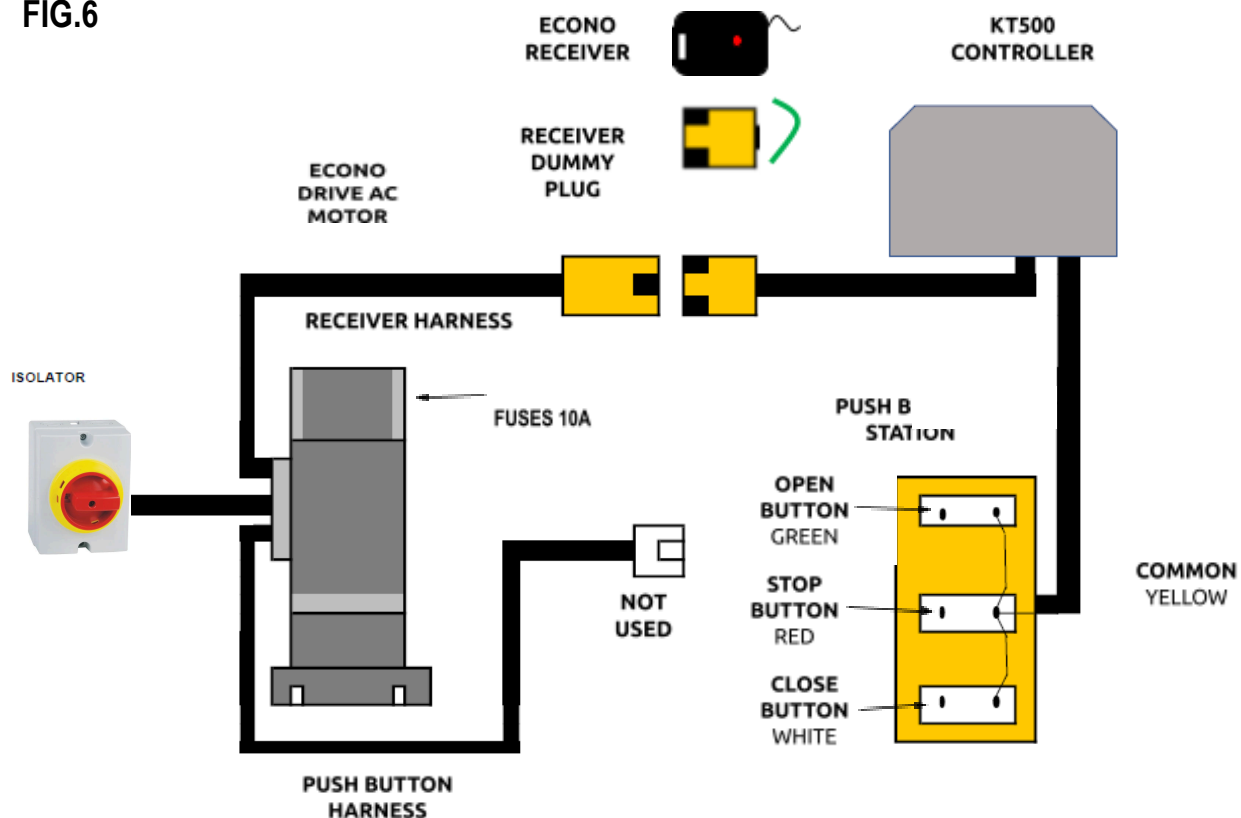 FIG.6
ECONO
RECEIVER
KT500
CONTROLLER
RECEIVER
DUMMY
PLUG
ECONO
DRIVE AC
MOTOR
RECEIVER HARNESS
ISOLATOR
FUSES 10A
PUSH B
STATION
OPEN
BUTTON
GREEN
STOP
BUTTON
RED
CLOSE
BUTTON
WHITE
COMMON
YELLOW
NOT
USED
PUSH BUTTON
HARNESS